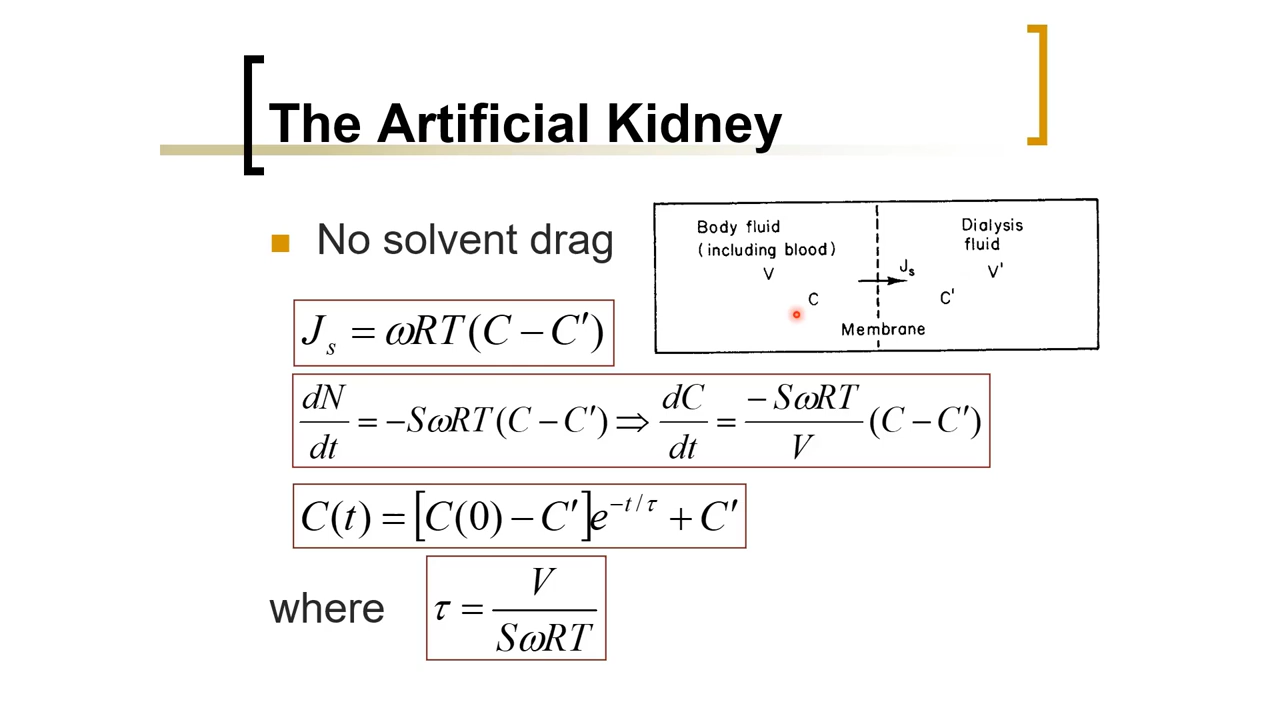 The Artificial Kidney
No solvent drag
Body fluid
(including blood)
V
C
Js
Dialysis
fluid
V'
C'
Membrane
J_s = ωRT(C − C′)
dN/dt = −SωRT(C − C′) ⇒ dC/dt = −SωRT/V (C − C′)
C(t) = [C(0) − C′]e^{−t/τ} + C′
where τ = V/SωRT